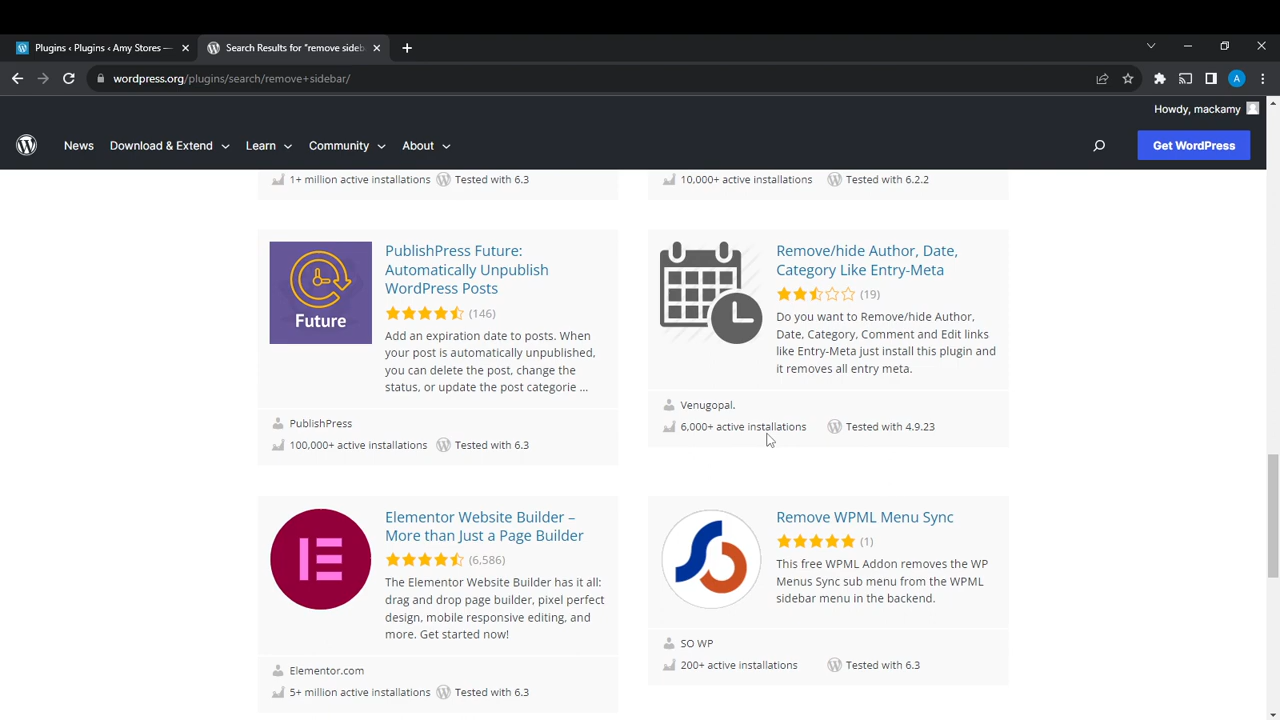 Plugins ‹ Plugins ‹ Amy Stores —
Search Results for "remove sideb
wordpress.org/plugins/search/remove+sidebar/
A
Howdy, mackamy
News
Download & Extend
Learn
Community
About
Get WordPress
1+ million active installations
Tested with 6.3
10,000+ active installations
Tested with 6.2.2
Future
PublishPress Future:
Automatically Unpublish
WordPress Posts
(146)
Add an expiration date to posts. When
your post is automatically unpublished,
you can delete the post, change the
status, or update the post categorie ...
PublishPress
100,000+ active installations
Tested with 6.3
Remove/hide Author, Date,
Category Like Entry-Meta
(19)
Do you want to Remove/hide Author,
Date, Category, Comment and Edit links
like Entry-Meta just install this plugin and
it removes all entry meta.
Venugopal.
6,000+ active installations
Tested with 4.9.23
Elementor Website Builder –
More than Just a Page Builder
(6,586)
The Elementor Website Builder has it all:
drag and drop page builder, pixel perfect
design, mobile responsive editing, and
more. Get started now!
Elementor.com
5+ million active installations
Tested with 6.3
Remove WPML Menu Sync
(1)
This free WPML Addon removes the WP
Menus Sync sub menu from the WPML
sidebar menu in the backend.
SO WP
200+ active installations
Tested with 6.3